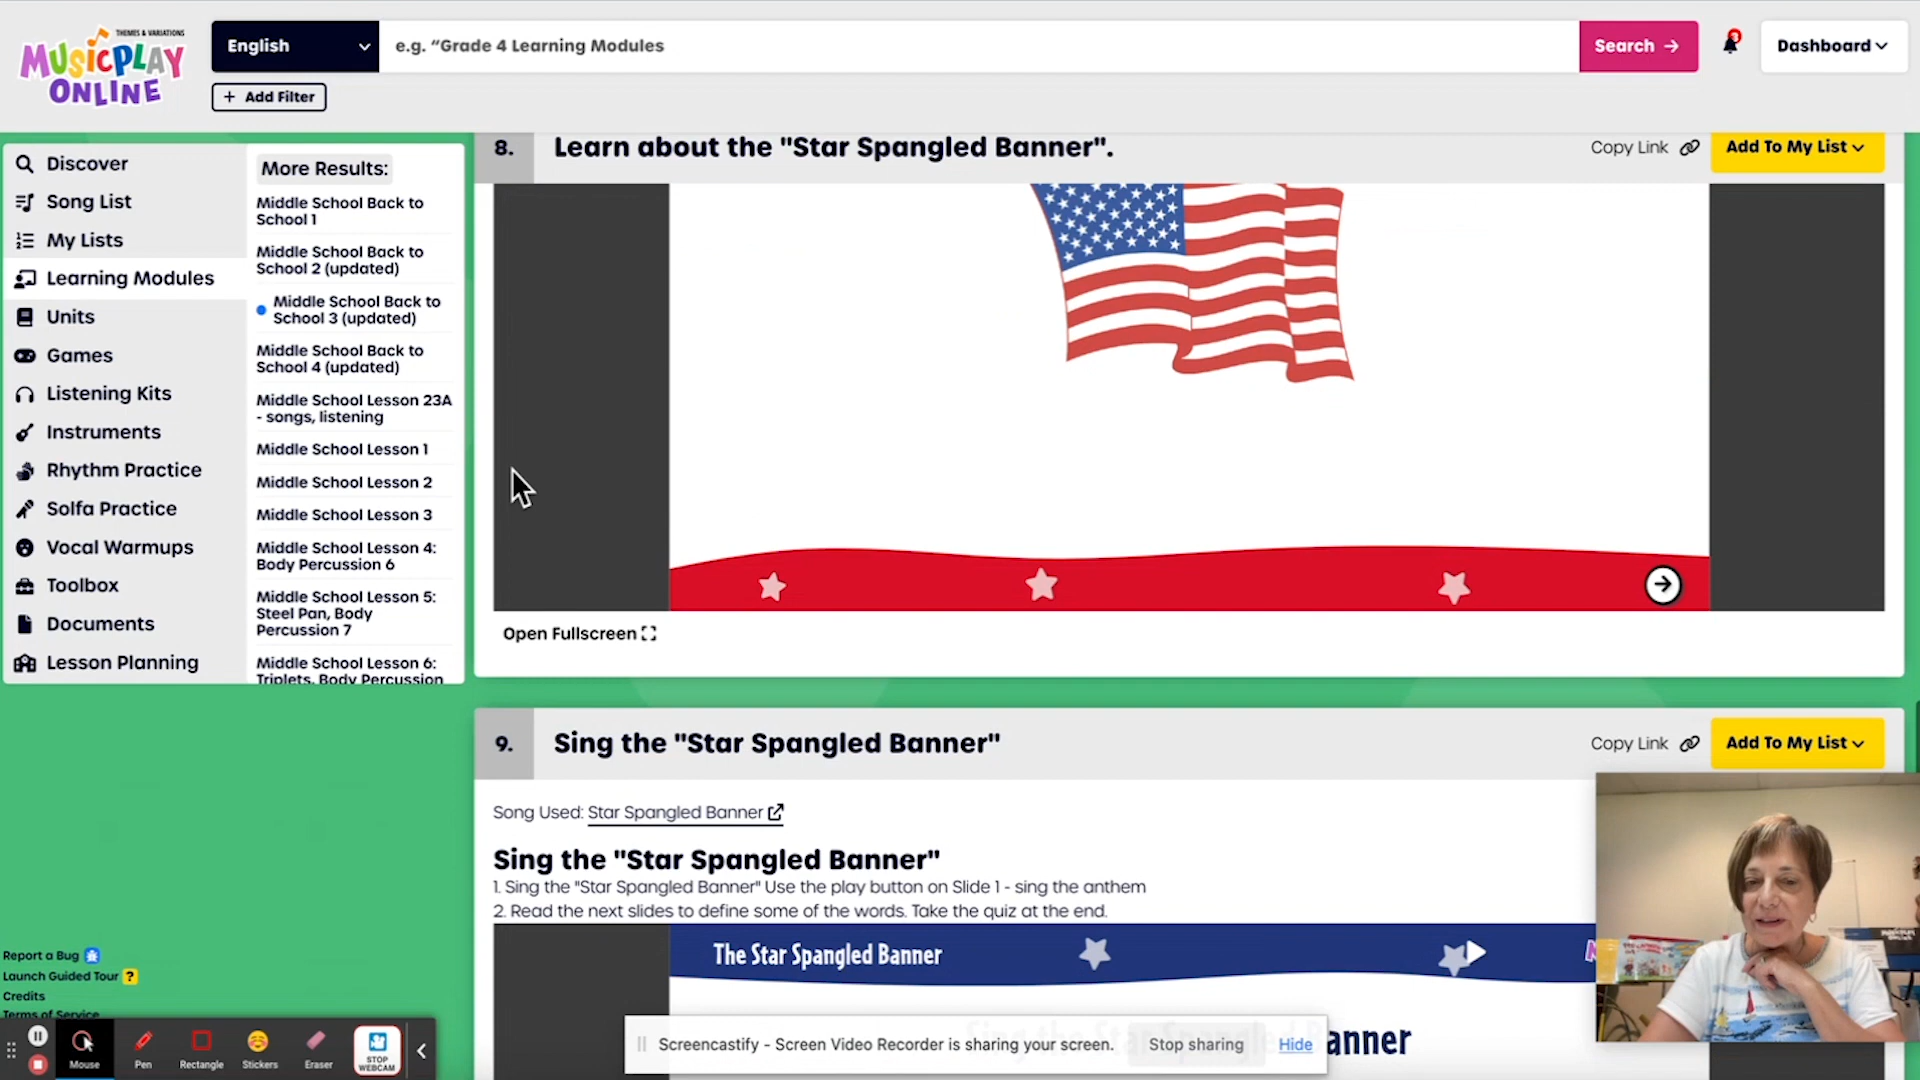 THEMES & VARIATIONS
MUSICPLAY
ONLINE
English
e.g. “Grade 4 Learning Modules
Search
3
Dashboard
+ Add Filter
Discover
Song List
My Lists
Learning Modules
Units
Games
Listening Kits
Instruments
Rhythm Practice
Solfa Practice
Vocal Warmups
Toolbox
Documents
Lesson Planning
More Results:
Middle School Back to
School 1
Middle School Back to
School 2 (updated)
Middle School Back to
School 3 (updated)
Middle School Back to
School 4 (updated)
Middle School Lesson 23A
- songs, listening
Middle School Lesson 1
Middle School Lesson 2
Middle School Lesson 3
Middle School Lesson 4:
Body Percussion 6
Middle School Lesson 5:
Steel Pan, Body
Percussion 7
Middle School Lesson 6:
Triplets, Body Percussion
8. Learn about the "Star Spangled Banner".
Copy Link
Add To My List
Open Fullscreen
9. Sing the "Star Spangled Banner"
Copy Link
Add To My List
Song Used: Star Spangled Banner
Sing the "Star Spangled Banner"
1. Sing the "Star Spangled Banner" Use the play button on Slide 1 - sing the anthem
2. Read the next slides to define some of the words. Take the quiz at the end.
The Star Spangled Banner
Sing the Star Spangled Banner
Report a Bug
Launch Guided Tour ?
Credits
Terms of Service
Mouse
Pen
Rectangle
Stickers
Eraser
STOP
WEBCAM
Screencastify - Screen Video Recorder is sharing your screen.
Stop sharing
Hide